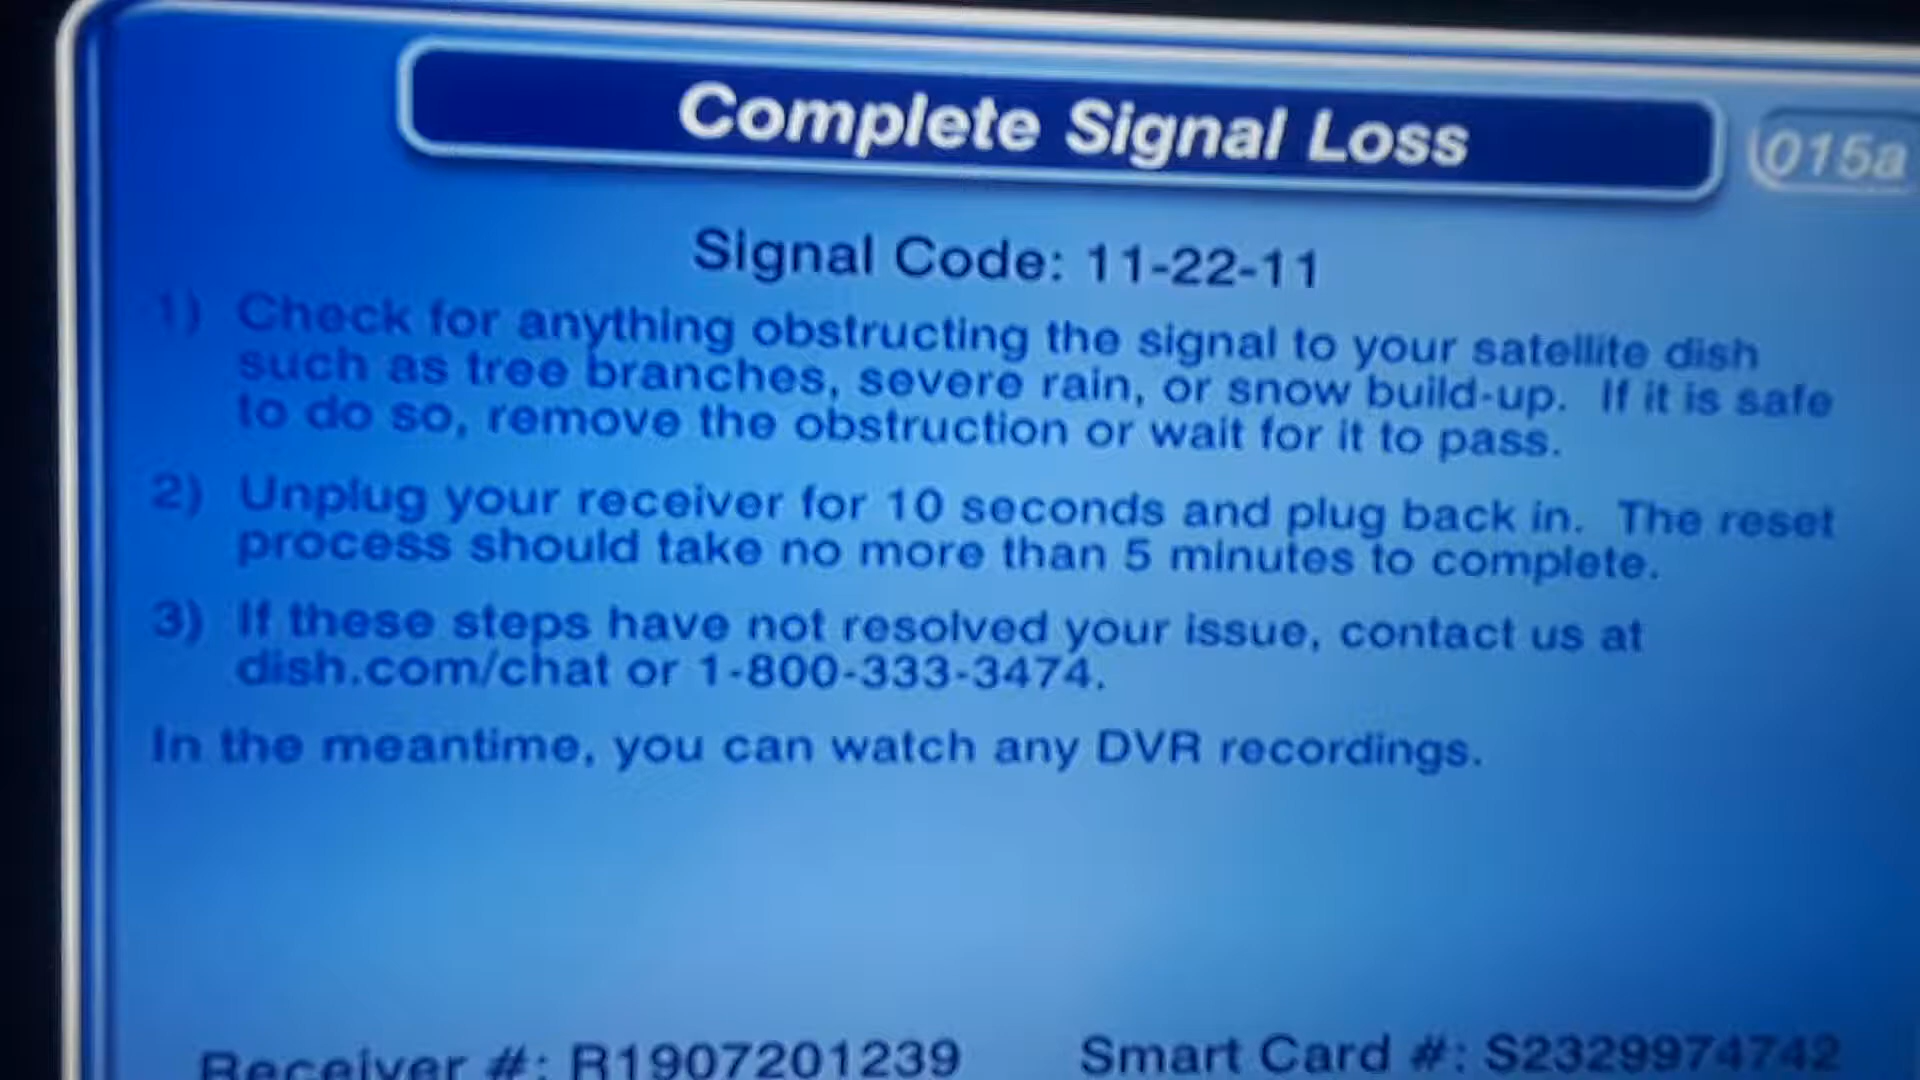 Complete Signal Loss
015a
Signal Code: 11-22-11
1) Check for anything obstructing the signal to your satellite dish
such as tree branches, severe rain, or snow build-up. If it is safe
to do so, remove the obstruction or wait for it to pass.
2) Unplug your receiver for 10 seconds and plug back in. The reset
process should take no more than 5 minutes to complete.
3) If these steps have not resolved your issue, contact us at
dish.com/chat or 1-800-333-3474.
In the meantime, you can watch any DVR recordings.
Receiver #: R1907201239
Smart Card #: S2329974742